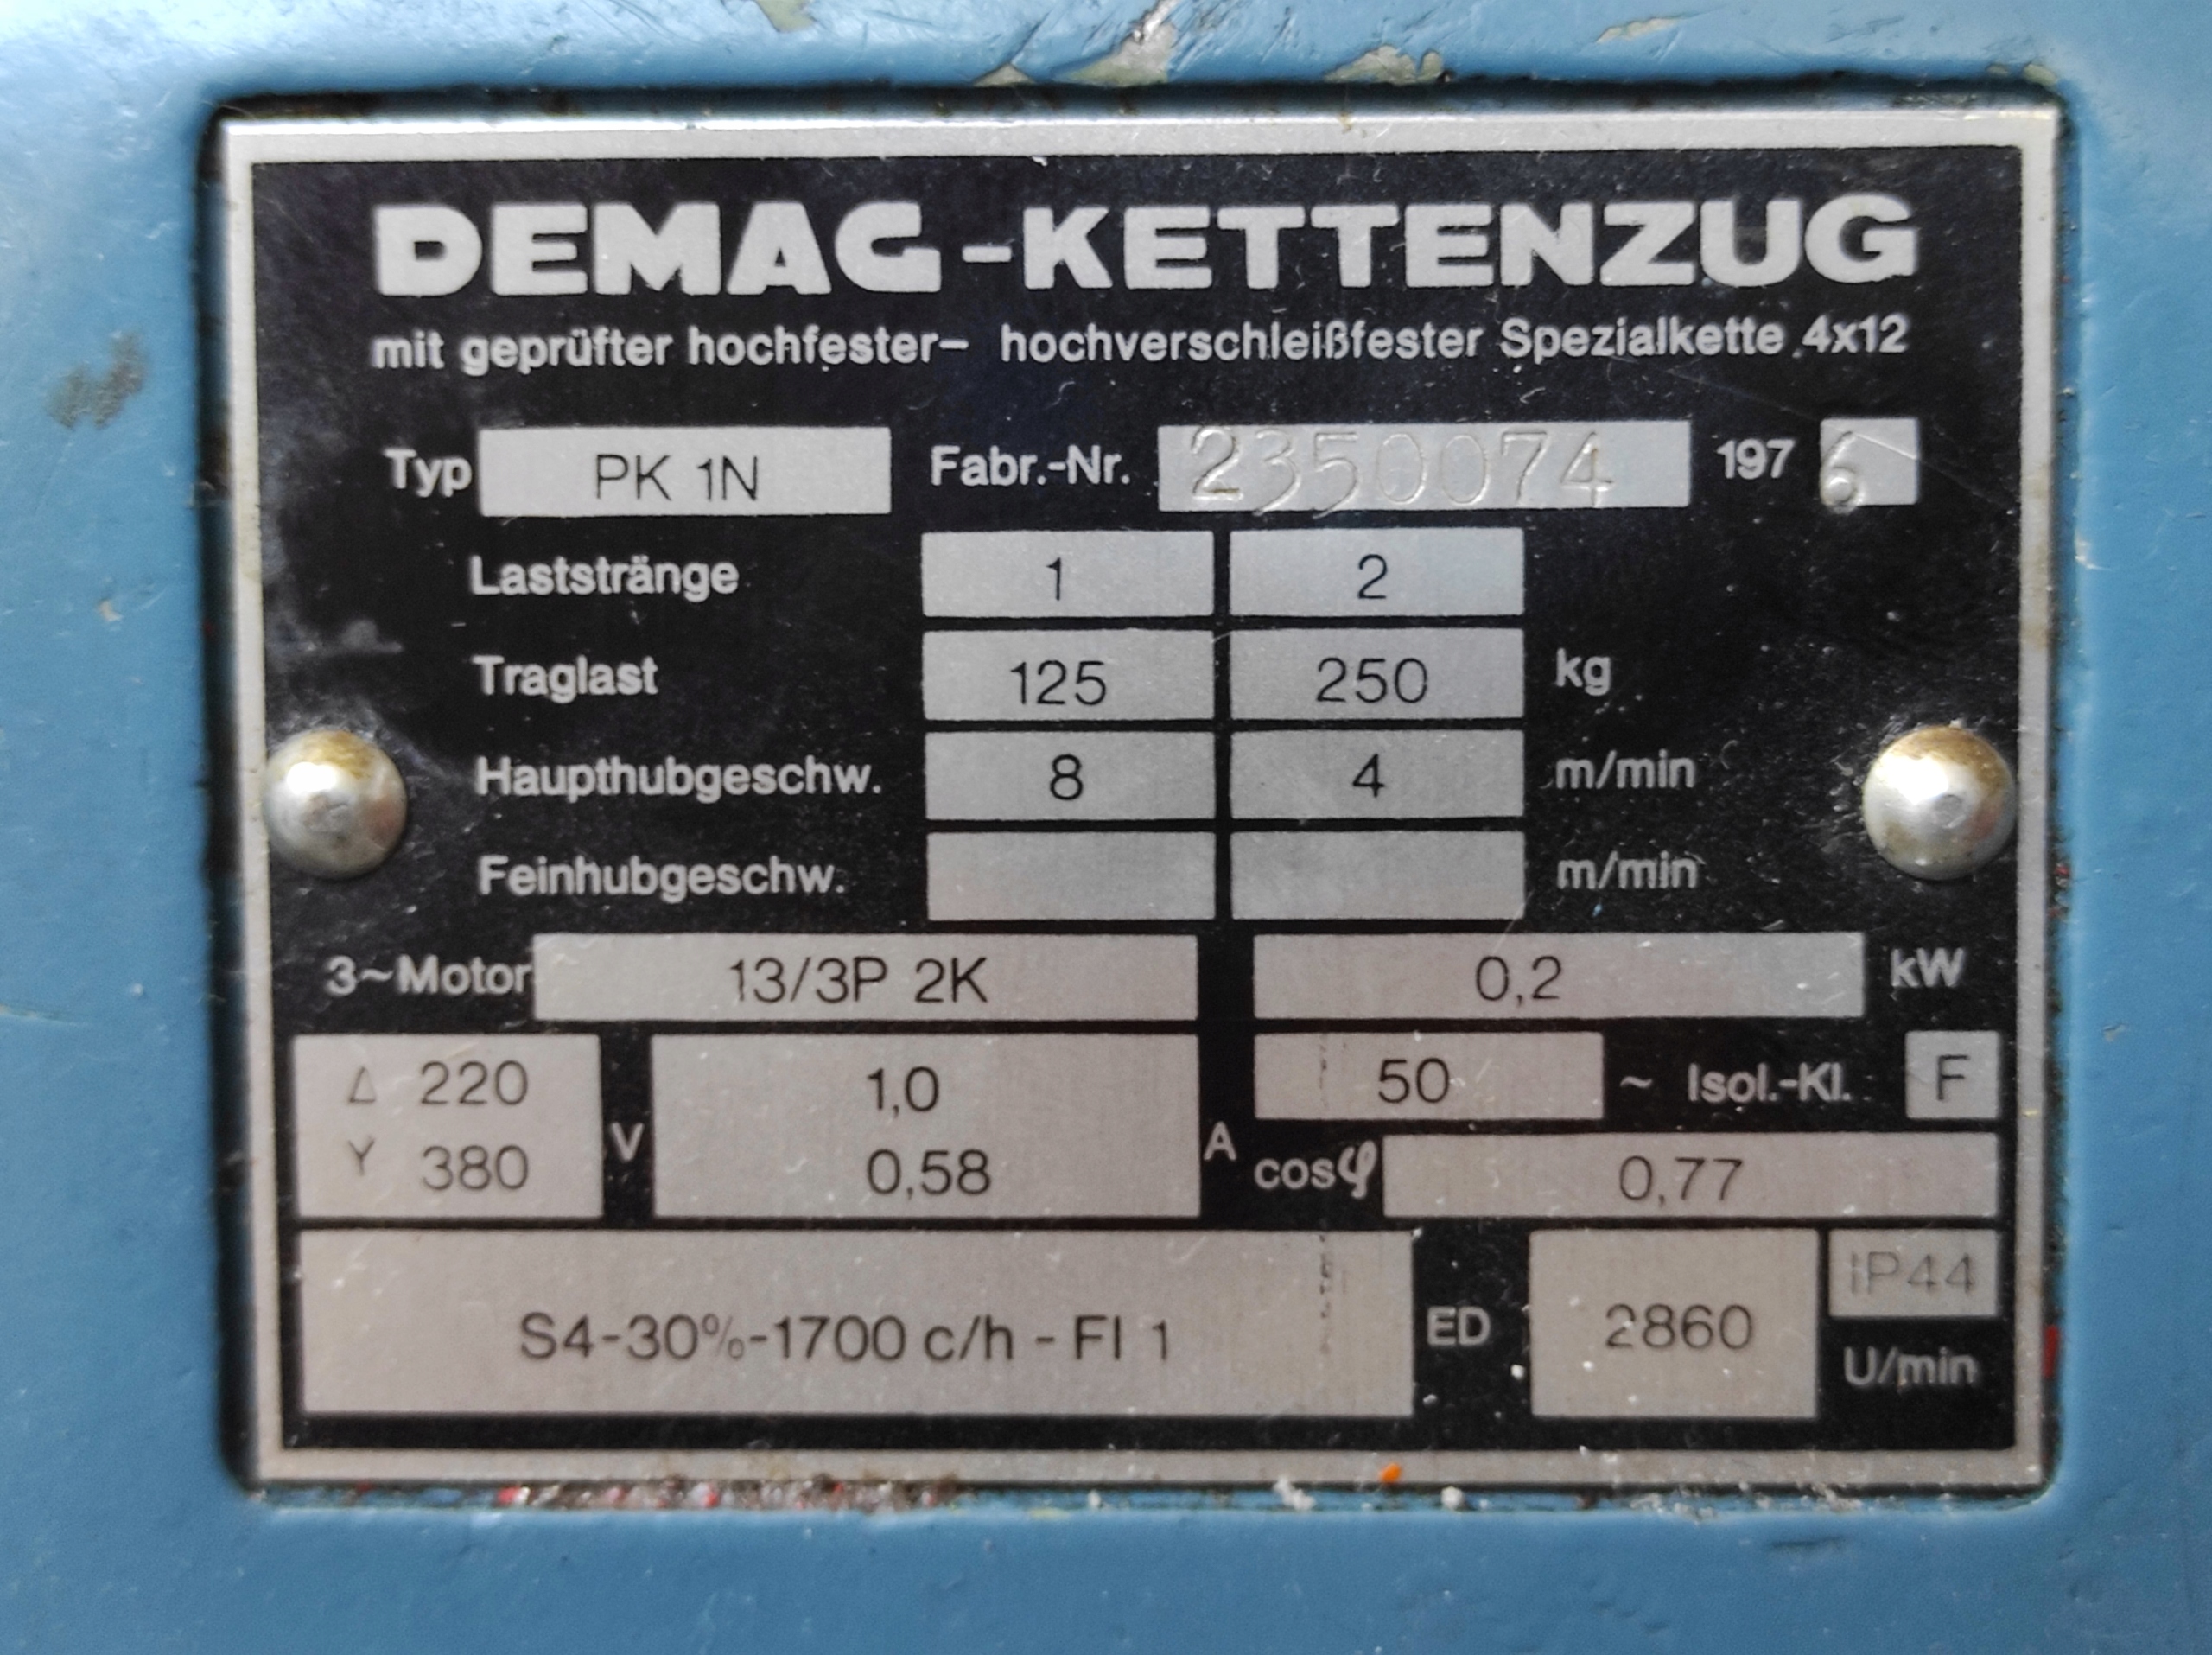 DEMAG-KETTENZUG
mit geprüfter hochfester- hochverschleißfester Spezialkette 4x12
Typ PK 1N Fabr.-Nr. 2350074 197 6
Laststränge 1 2
Traglast 125 250 kg
Haupthubgeschw. 8 4 m/min
Feinhubgeschw. m/min
3~Motor 13/3P 2K 0,2 kW
Δ 220 V 1,0 A 50 ~ Isol.-Kl. F
Y 380 0,58 cosφ 0,77
S4-30%-1700 c/h - FI 1 ED 2860 IP44
U/min